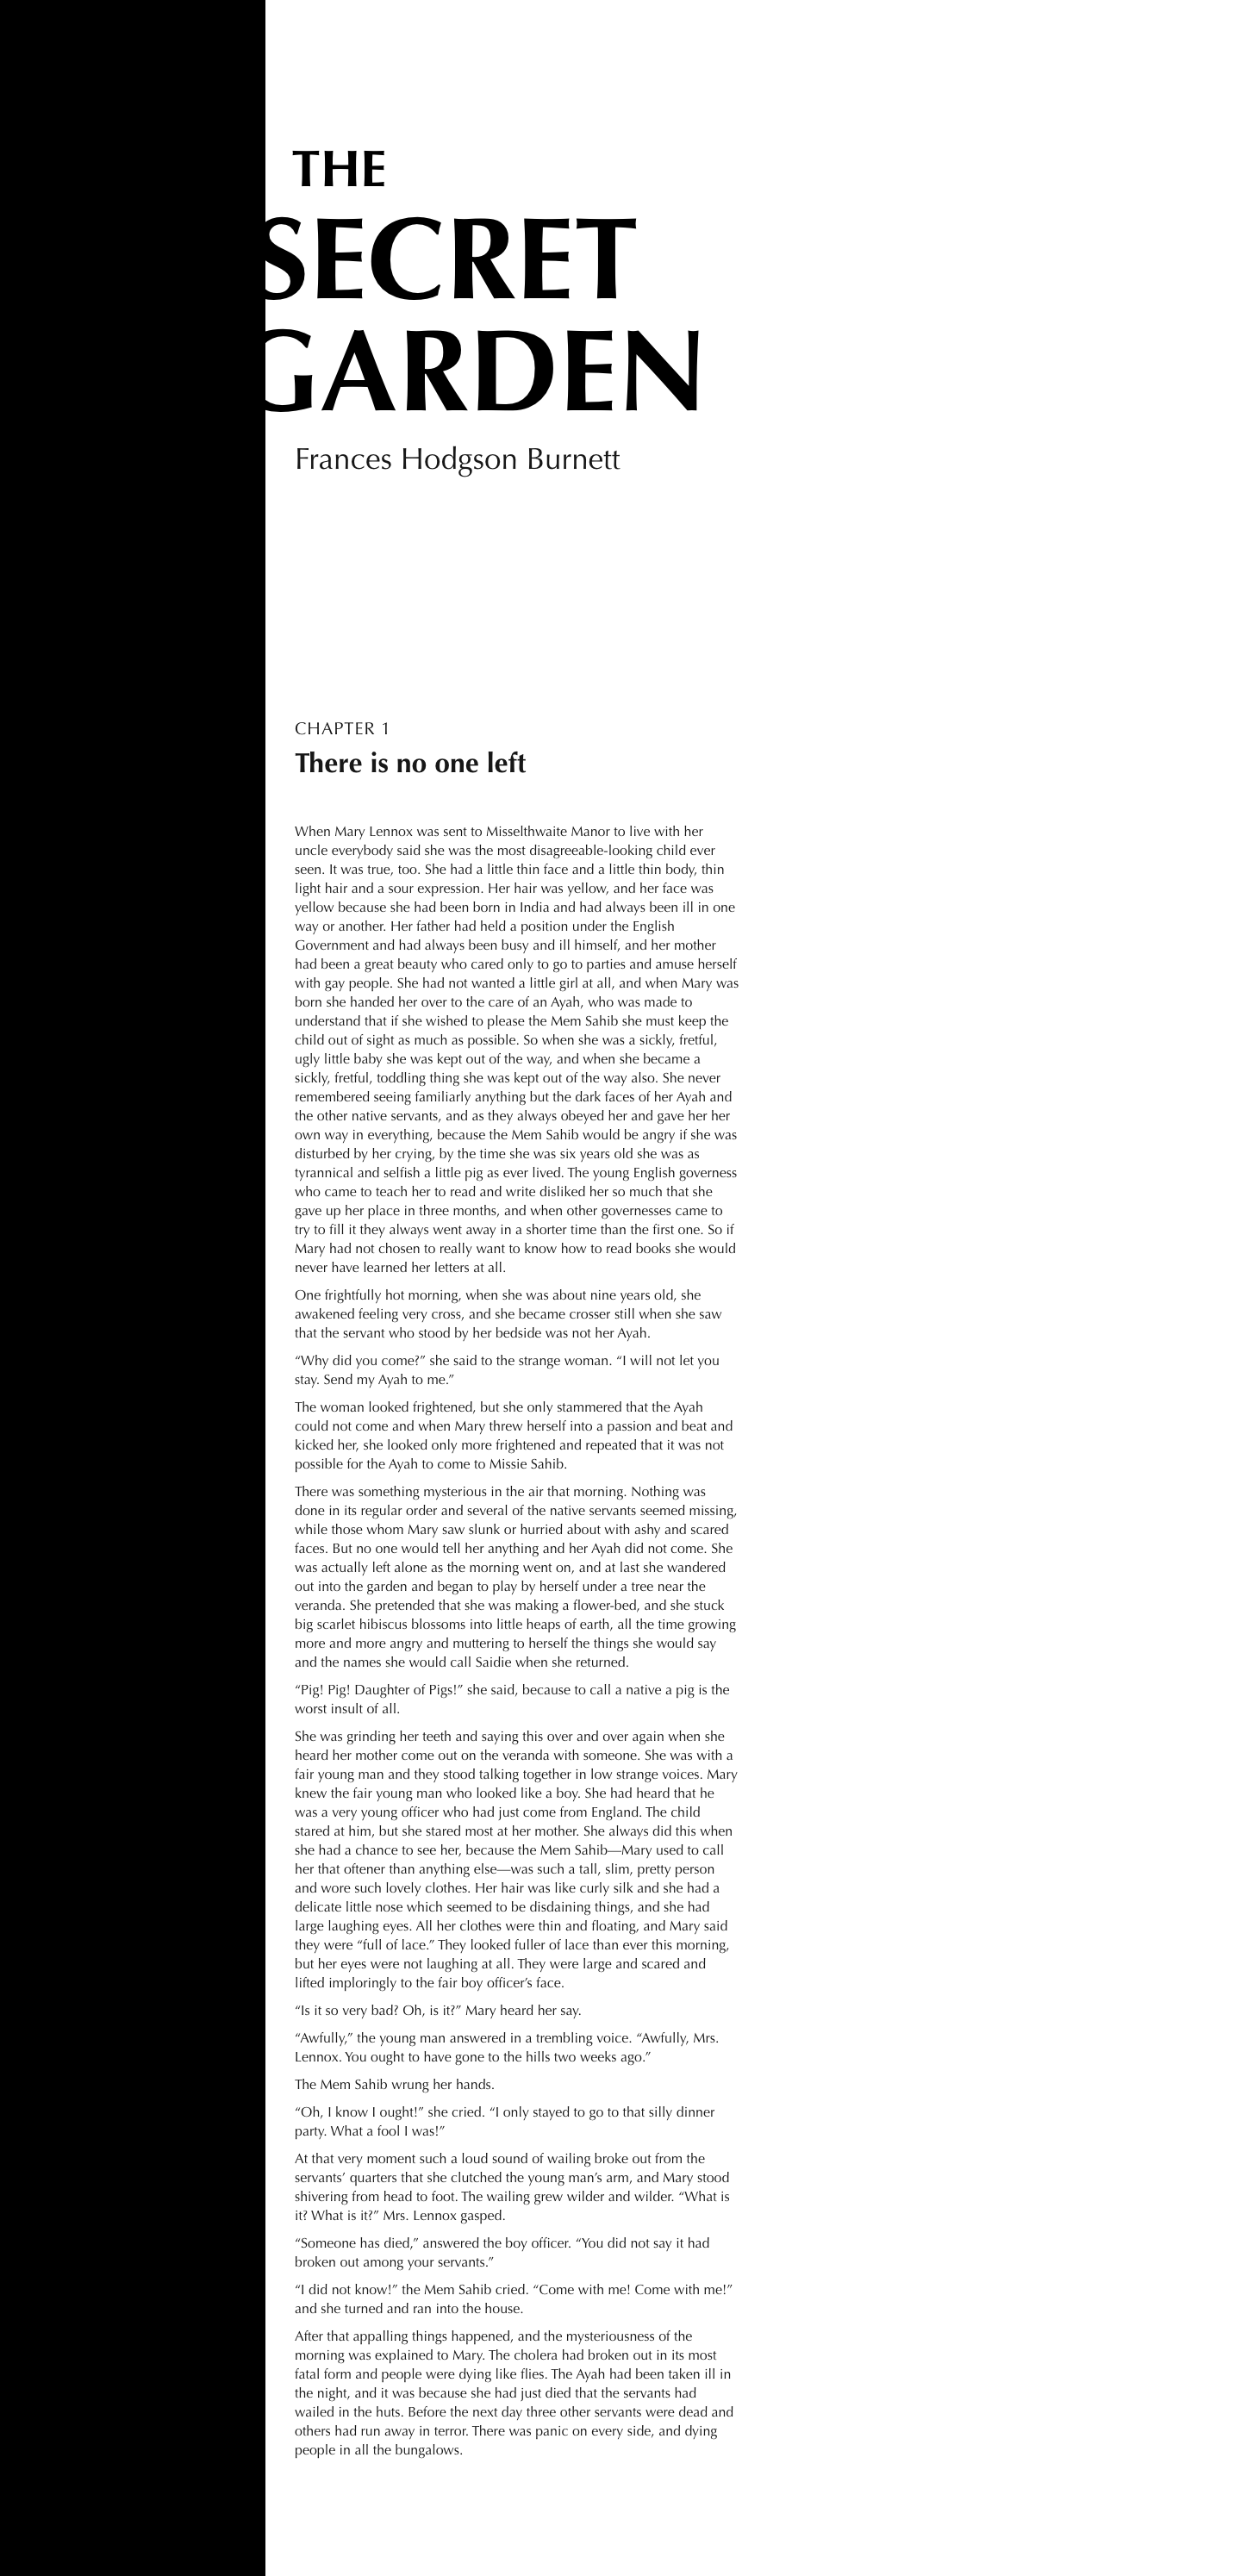 THE
SECRET
GARDEN
Frances Hodgson Burnett
CHAPTER 1
There is no one left
When Mary Lennox was sent to Misselthwaite Manor to live with her
uncle everybody said she was the most disagreeable-looking child ever
seen. It was true, too. She had a little thin face and a little thin body, thin
light hair and a sour expression. Her hair was yellow, and her face was
yellow because she had been born in India and had always been ill in one
way or another. Her father had held a position under the English
Government and had always been busy and ill himself, and her mother
had been a great beauty who cared only to go to parties and amuse herself
with gay people. She had not wanted a little girl at all, and when Mary was
born she handed her over to the care of an Ayah, who was made to
understand that if she wished to please the Mem Sahib she must keep the
child out of sight as much as possible. So when she was a sickly, fretful,
ugly little baby she was kept out of the way, and when she became a
sickly, fretful, toddling thing she was kept out of the way also. She never
remembered seeing familiarly anything but the dark faces of her Ayah and
the other native servants, and as they always obeyed her and gave her her
own way in everything, because the Mem Sahib would be angry if she was
disturbed by her crying, by the time she was six years old she was as
tyrannical and selfish a little pig as ever lived. The young English governess
who came to teach her to read and write disliked her so much that she
gave up her place in three months, and when other governesses came to
try to fill it they always went away in a shorter time than the first one. So if
Mary had not chosen to really want to know how to read books she would
never have learned her letters at all.
One frightfully hot morning, when she was about nine years old, she
awakened feeling very cross, and she became crosser still when she saw
that the servant who stood by her bedside was not her Ayah.
“Why did you come?” she said to the strange woman. “I will not let you
stay. Send my Ayah to me.”
The woman looked frightened, but she only stammered that the Ayah
could not come and when Mary threw herself into a passion and beat and
kicked her, she looked only more frightened and repeated that it was not
possible for the Ayah to come to Missie Sahib.
There was something mysterious in the air that morning. Nothing was
done in its regular order and several of the native servants seemed missing,
while those whom Mary saw slunk or hurried about with ashy and scared
faces. But no one would tell her anything and her Ayah did not come. She
was actually left alone as the morning went on, and at last she wandered
out into the garden and began to play by herself under a tree near the
veranda. She pretended that she was making a flower-bed, and she stuck
big scarlet hibiscus blossoms into little heaps of earth, all the time growing
more and more angry and muttering to herself the things she would say
and the names she would call Saidie when she returned.
“Pig! Pig! Daughter of Pigs!” she said, because to call a native a pig is the
worst insult of all.
She was grinding her teeth and saying this over and over again when she
heard her mother come out on the veranda with someone. She was with a
fair young man and they stood talking together in low strange voices. Mary
knew the fair young man who looked like a boy. She had heard that he
was a very young officer who had just come from England. The child
stared at him, but she stared most at her mother. She always did this when
she had a chance to see her, because the Mem Sahib—Mary used to call
her that oftener than anything else—was such a tall, slim, pretty person
and wore such lovely clothes. Her hair was like curly silk and she had a
delicate little nose which seemed to be disdaining things, and she had
large laughing eyes. All her clothes were thin and floating, and Mary said
they were “full of lace.” They looked fuller of lace than ever this morning,
but her eyes were not laughing at all. They were large and scared and
lifted imploringly to the fair boy officer’s face.
“Is it so very bad? Oh, is it?” Mary heard her say.
“Awfully,” the young man answered in a trembling voice. “Awfully, Mrs.
Lennox. You ought to have gone to the hills two weeks ago.”
The Mem Sahib wrung her hands.
“Oh, I know I ought!” she cried. “I only stayed to go to that silly dinner
party. What a fool I was!”
At that very moment such a loud sound of wailing broke out from the
servants’ quarters that she clutched the young man’s arm, and Mary stood
shivering from head to foot. The wailing grew wilder and wilder. “What is
it? What is it?” Mrs. Lennox gasped.
“Someone has died,” answered the boy officer. “You did not say it had
broken out among your servants.”
“I did not know!” the Mem Sahib cried. “Come with me! Come with me!”
and she turned and ran into the house.
After that appalling things happened, and the mysteriousness of the
morning was explained to Mary. The cholera had broken out in its most
fatal form and people were dying like flies. The Ayah had been taken ill in
the night, and it was because she had just died that the servants had
wailed in the huts. Before the next day three other servants were dead and
others had run away in terror. There was panic on every side, and dying
people in all the bungalows.